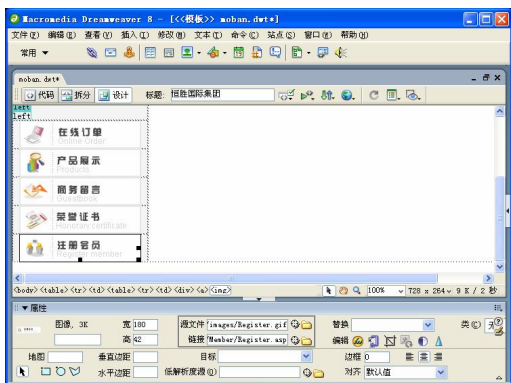 Macromedia Dreamweaver 8 - [<<模板>> moban.dwt*]
文件(F) 编辑(E) 查看(V) 插入(I) 修改(M) 文本(T) 命令(C) 站点(S) 窗口(W) 帮助(H)
常用
moban.dwt*
代码 拆分 设计 标题: 恒胜国际集团
left
left
在线订单
Online Order
产品展示
Products
商务留言
Guestbook
荣誉证书
Honorary certificate
注册会员
Register member
<body> <table> <tr> <td> <table> <tr> <td> <div> <a> <img> 100% 728 x 264 9 K / 2 秒
属性
图像, 3K 宽 180 源文件 images/Register.gif 替换 类(C) 无
高 42 链接 Member/Register.asp 编辑
地图 垂直边距 目标 边框 0
水平边距 低解析度源(O) 对齐 默认值